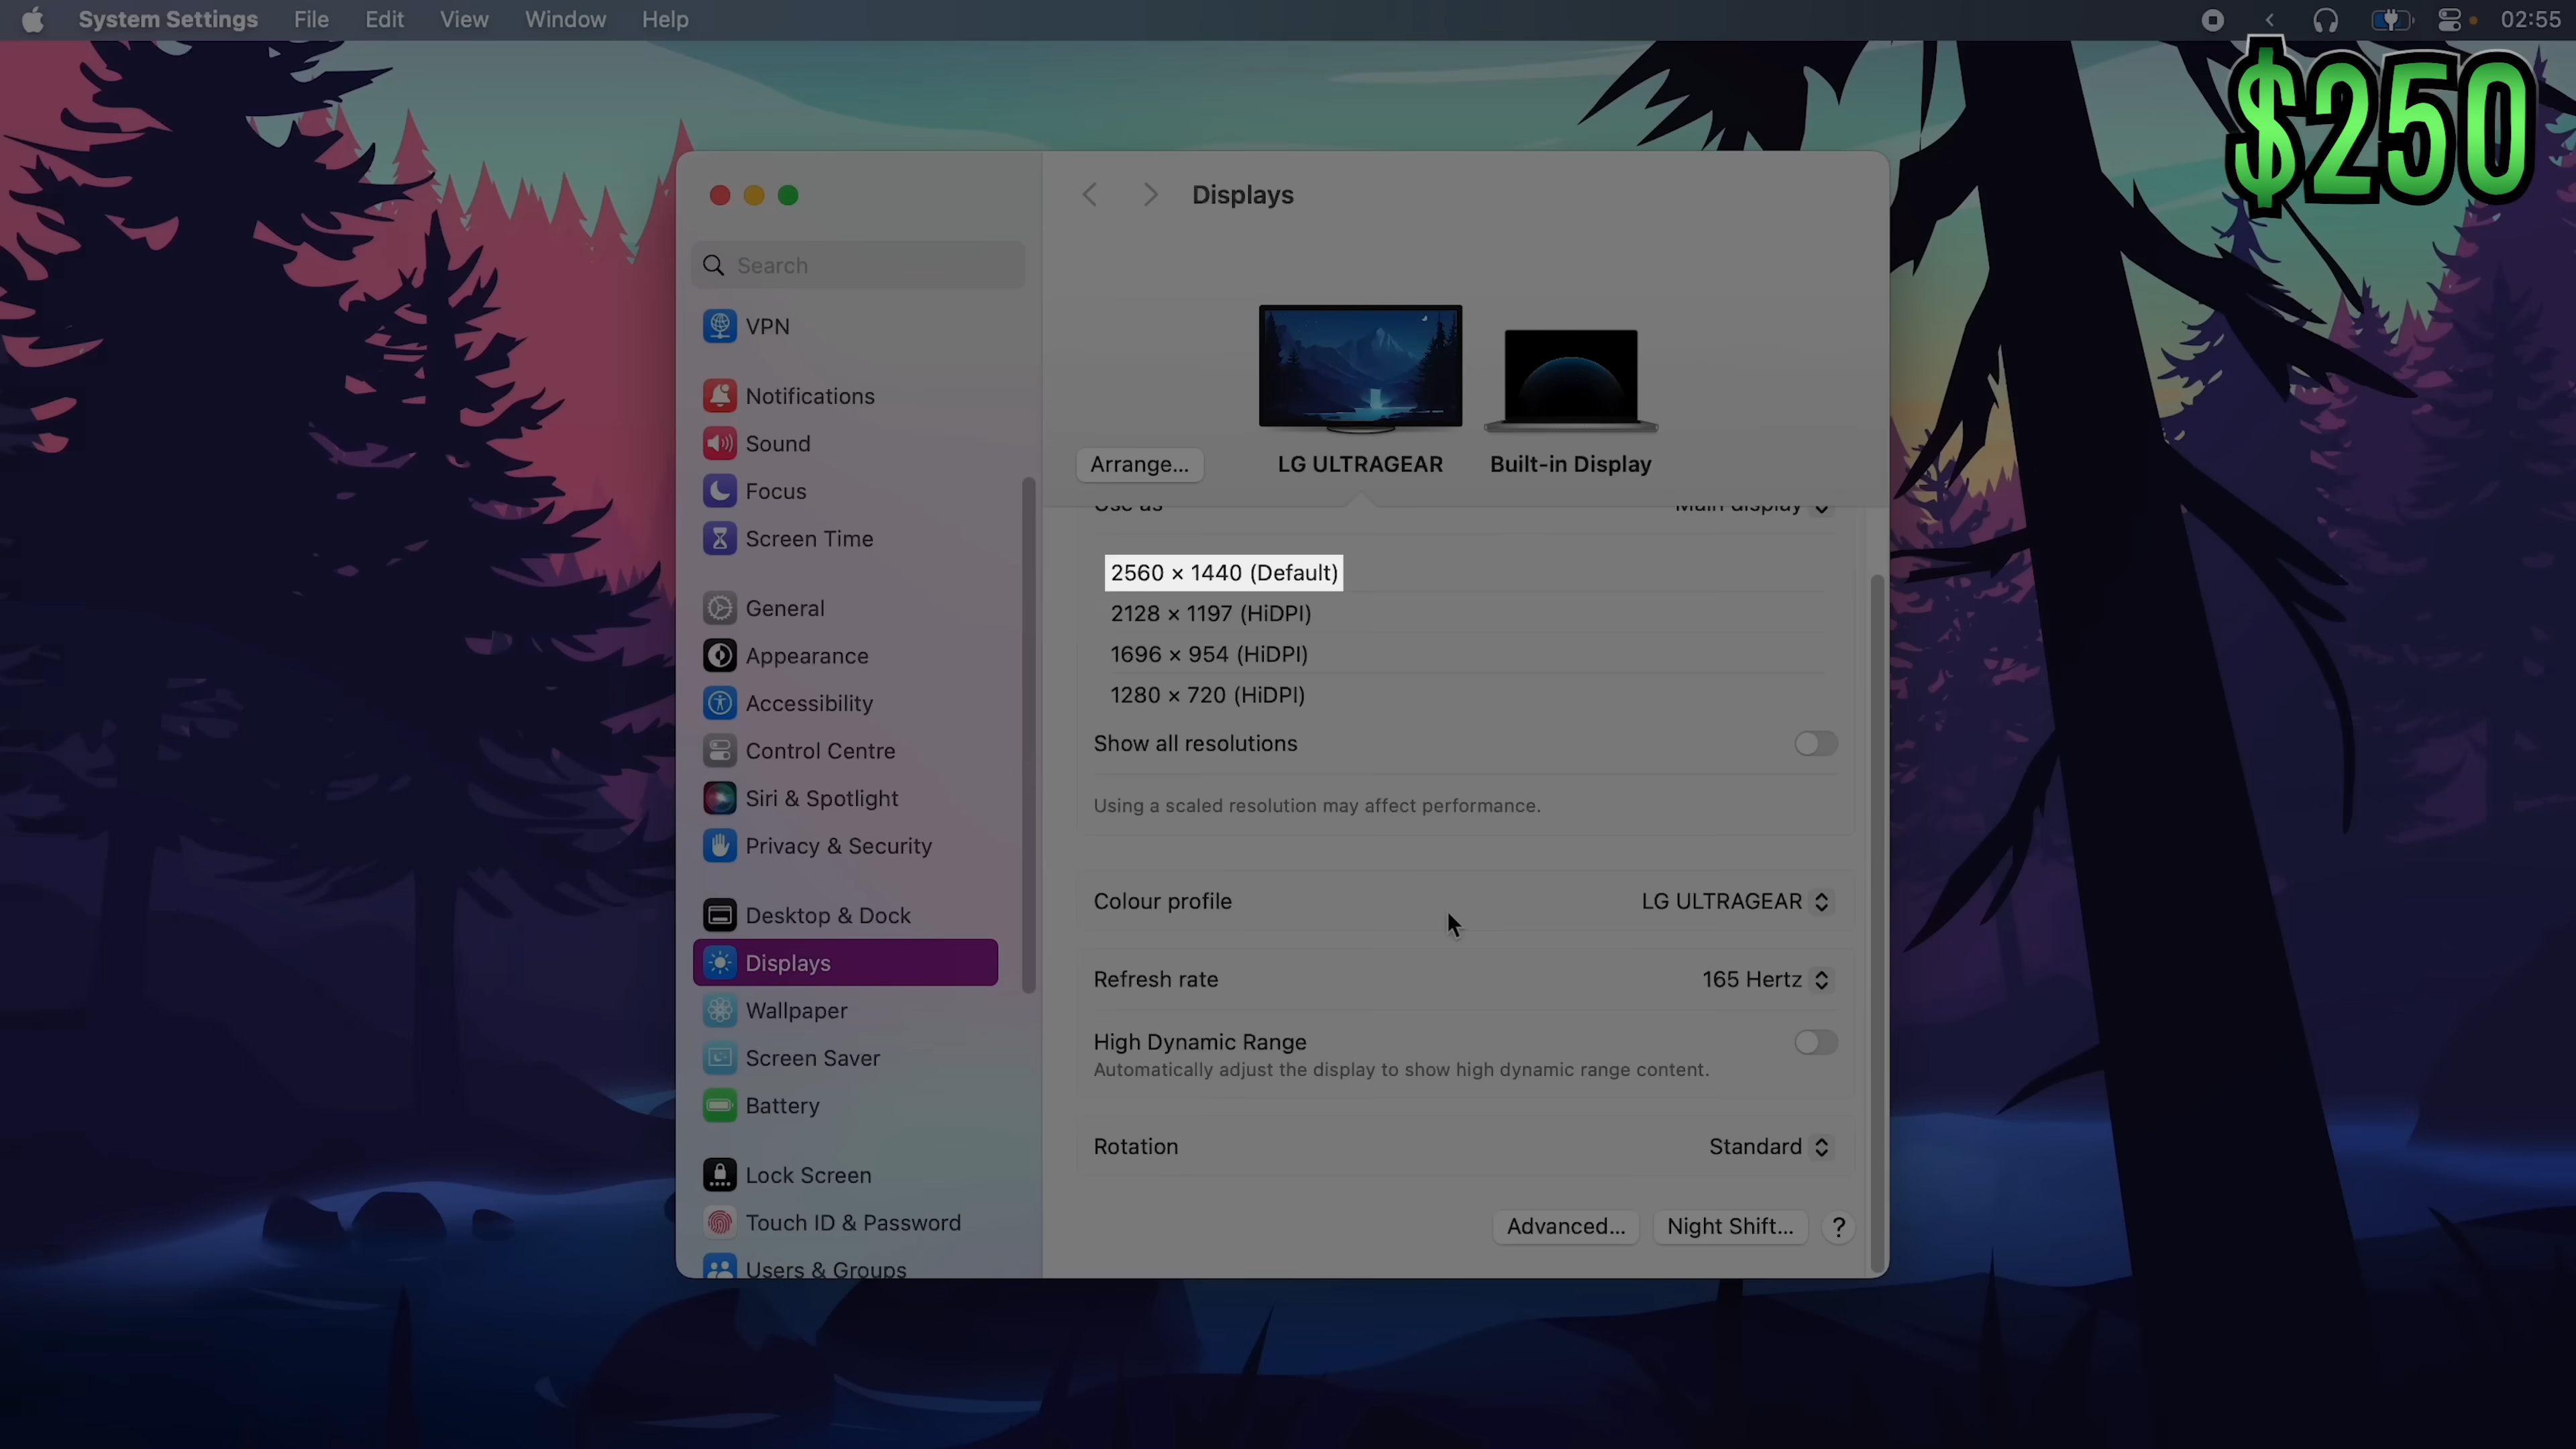 System Settings File Edit View Window Help 02:55
$250
Displays
Search
VPN
Notifications
Sound
Focus
Screen Time
General
Appearance
Accessibility
Control Centre
Siri & Spotlight
Privacy & Security
Desktop & Dock
Displays
Wallpaper
Screen Saver
Battery
Lock Screen
Touch ID & Password
Users & Groups
Arrange... LG ULTRAGEAR Built-in Display
Use as Main display
2560 × 1440 (Default)
2128 × 1197 (HiDPI)
1696 × 954 (HiDPI)
1280 × 720 (HiDPI)
Show all resolutions
Using a scaled resolution may affect performance.
Colour profile LG ULTRAGEAR
Refresh rate 165 Hertz
High Dynamic Range
Automatically adjust the display to show high dynamic range content.
Rotation Standard
Advanced... Night Shift... ?